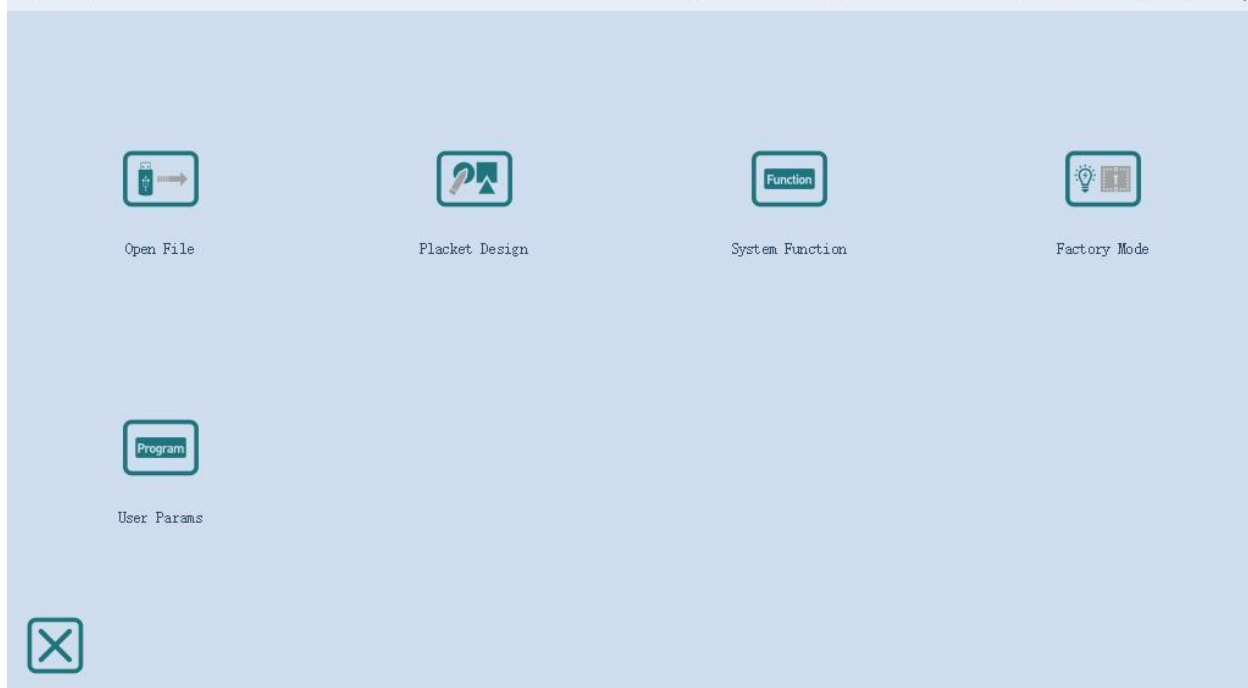 Function
Open File
Placket Design
System Function
Factory Mode
Program
User Params